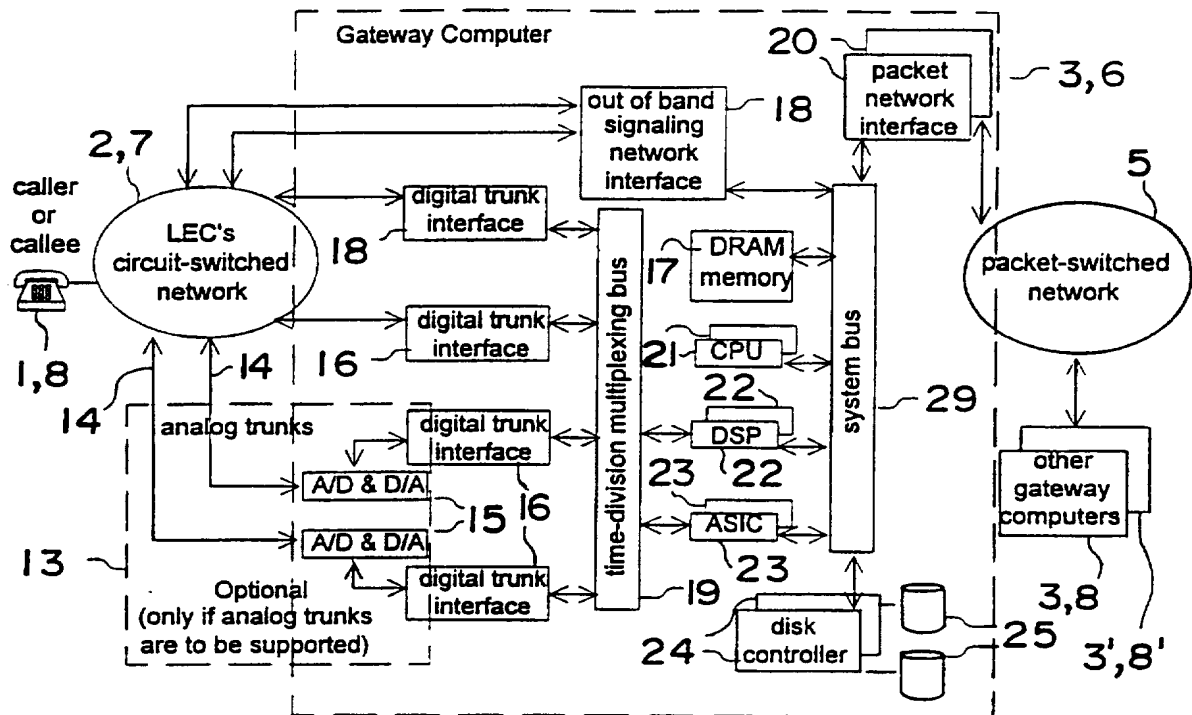 Gateway Computer
20
packet
network
interface
3,6
out of band
signaling
network
interface
18
2,7
caller
or
callee
LEC's
circuit-switched
network
1,8
digital trunk
interface
18
digital trunk
interface
16
5
packet-switched
network
17
DRAM
memory
21
CPU
22
DSP
22
23
ASIC
23
time-division multiplexing bus
19
system bus
29
14
14
analog trunks
digital trunk
interface
A/D & D/A
15
16
A/D & D/A
digital trunk
interface
13
Optional
(only if analog trunks
are to be supported)
24
disk
controller
25
other
gateway
computers
3,8
3',8'